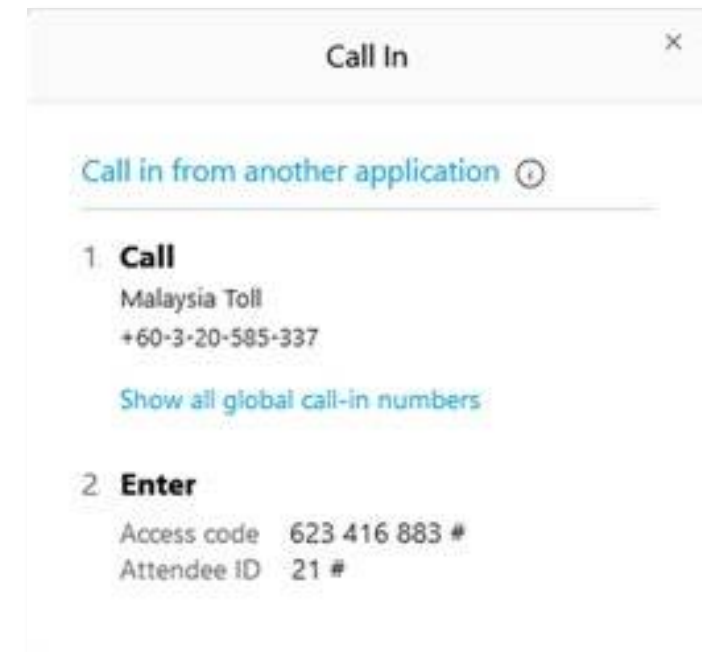 Call In
×
Call in from another application
1 Call
Malaysia Toll
+60-3-20-585-337
Show all global call-in numbers
2 Enter
Access code 623 416 883 #
Attendee ID 21 #